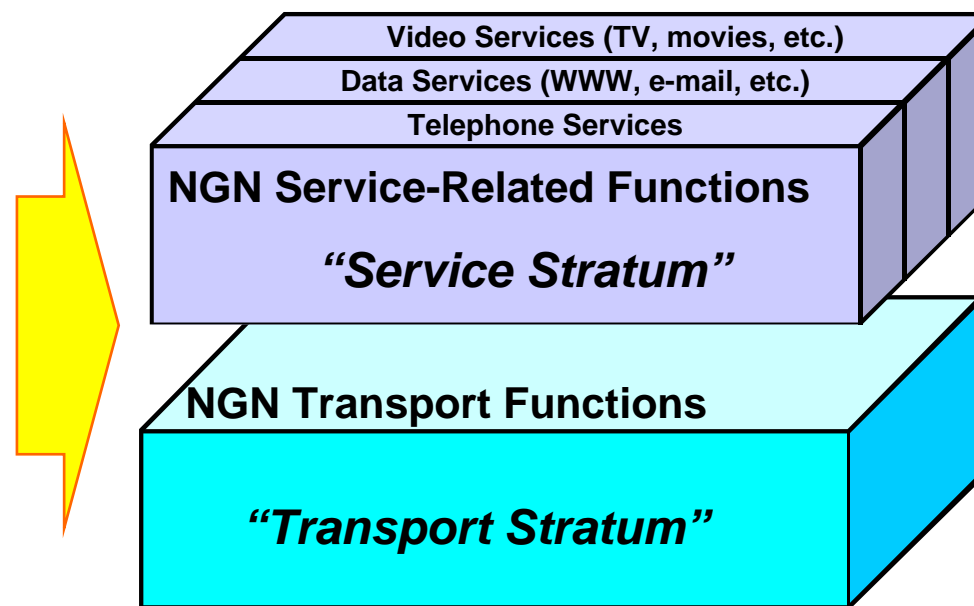 Video Services (TV, movies, etc.)
Data Services (WWW, e-mail, etc.)
Telephone Services
NGN Service-Related Functions
“Service Stratum”
NGN Transport Functions
“Transport Stratum”